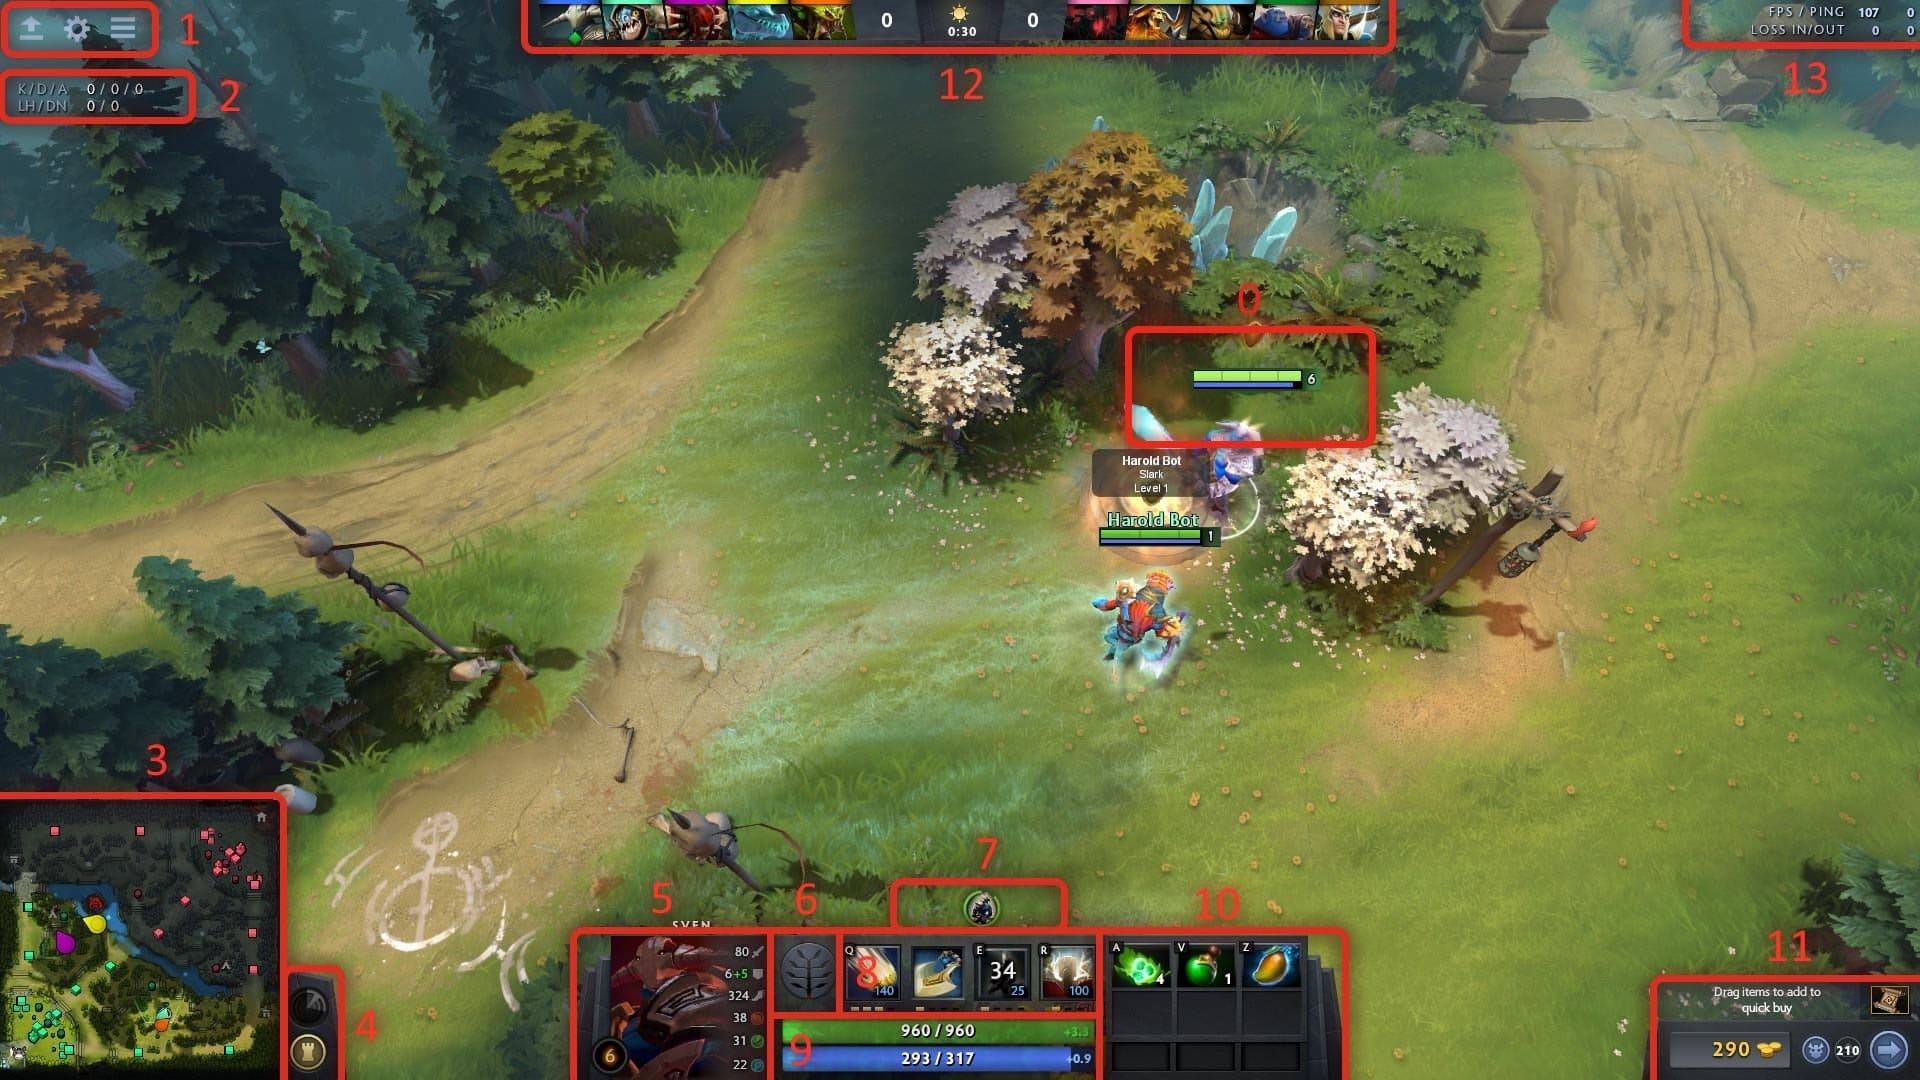 1
K/D/A 0 / 0 / 0
LH/DN 0 / 0
2
0
0:30
0
12
FPS / PING 107 0
LOSS IN/OUT 0 0
13
0
6
Harold Bot
Slark
Level 1
Harold Bot
1
3
4
5
SVEN
80
6+5
324
38
31
22
6
6
7
8
Q
140
E
34
25
R
100
9
960 / 960
+3.3
293 / 317
+0.9
10
A
4
V
1
Z
11
Drag items to add to
quick buy
290
210